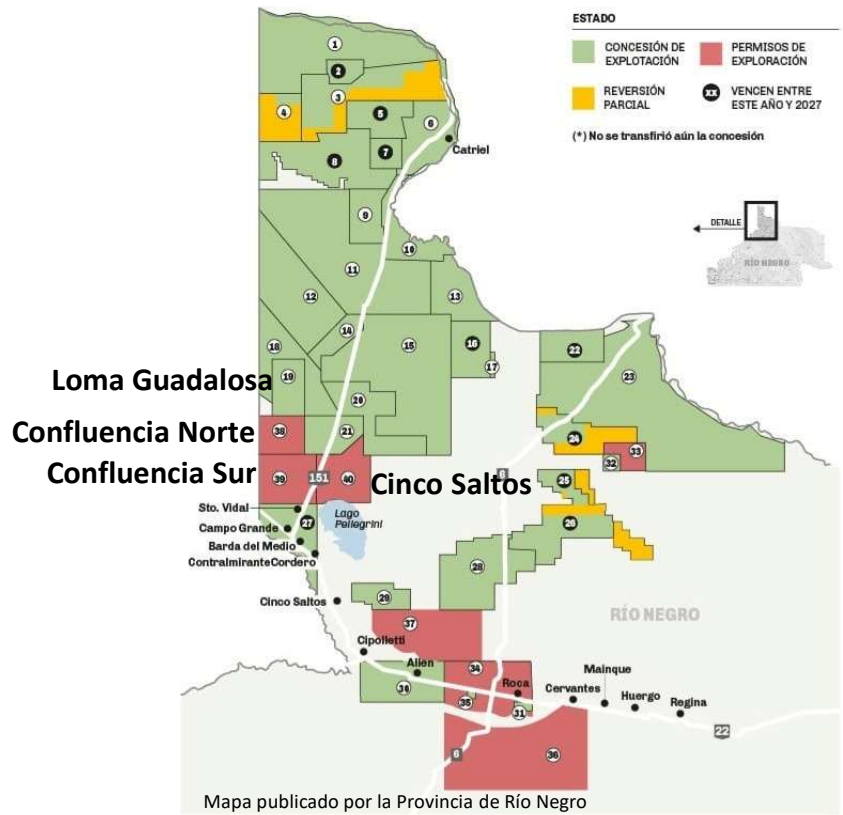 ESTADO
CONCESIÓN DE
EXPLOTACIÓN
PERMISOS DE
EXPLORACIÓN
REVERSIÓN
PARCIAL
XX
VENCEN ENTRE
ESTE AÑO Y 2027
(*) No se transfirió aún la concesión
DETALLE
RÍO NEGRO
1
2
3
4
5
6
Catriel
7
8
9
10
11
12
13
14
15
16
17
18
19
20
21
22
23
24
33
32
25
26
Loma Guadalosa
Confluencia Norte
38
Confluencia Sur
39
151
40
Cinco Saltos
6
Sto. Vidal
27
Lago
Pellegrini
Campo Grande
Barda del Medio
Contralmirante Cordero
28
Cinco Saltos
29
RÍO NEGRO
37
Cipolletti
Allen
34
Roca
30
35
31
Mainque
Cervantes
Huergo
Regina
22
6
36
Mapa publicado por la Provincia de Río Negro